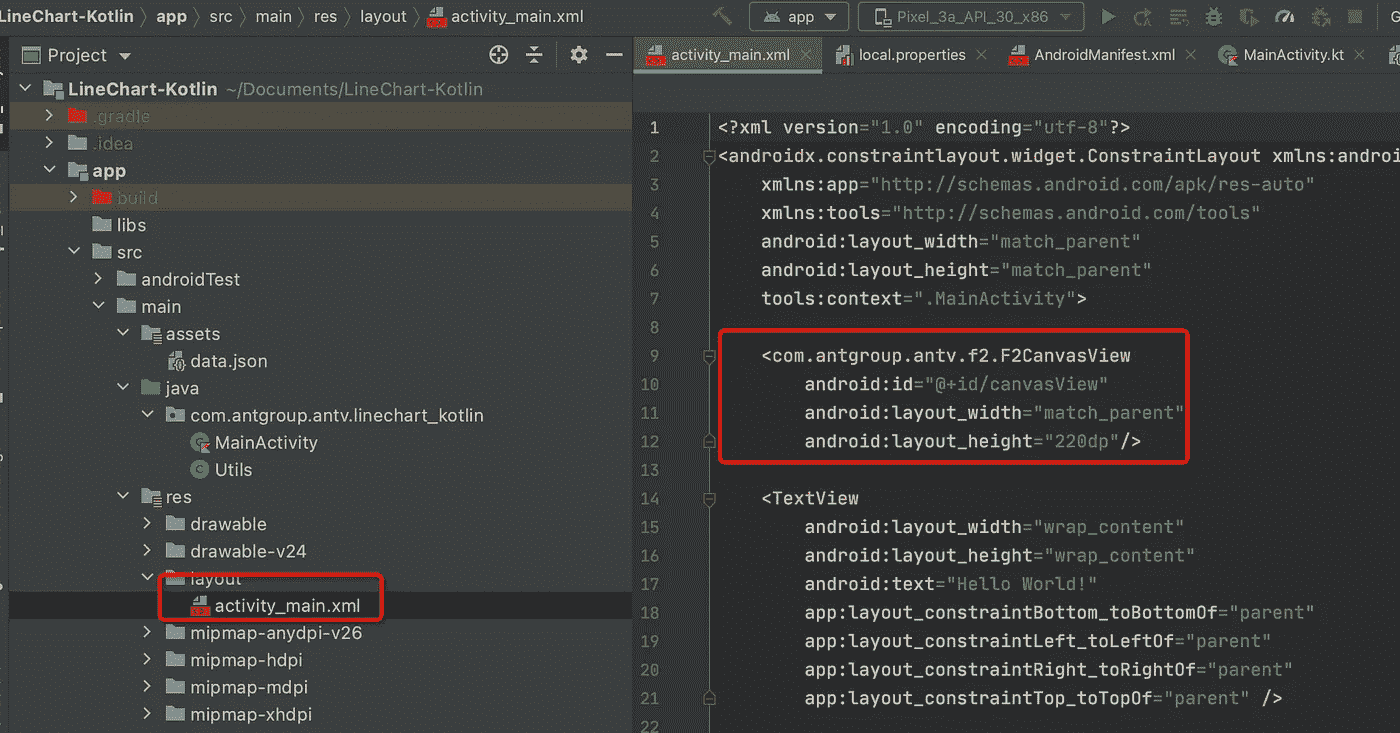 LineChart-Kotlin app src main res layout activity_main.xml app Pixel_3a_API_30_x86
Project
activity_main.xml local.properties AndroidManifest.xml MainActivity.kt
LineChart-Kotlin ~/Documents/LineChart-Kotlin
.gradle
.idea
app
build
libs
src
androidTest
main
assets
data.json
java
com.antgroup.antv.linechart_kotlin
MainActivity
Utils
res
drawable
drawable-v24
layout
activity_main.xml
mipmap-anydpi-v26
mipmap-hdpi
mipmap-mdpi
mipmap-xhdpi
1 <?xml version="1.0" encoding="utf-8"?>
2 <androidx.constraintlayout.widget.ConstraintLayout xmlns:androi
3 xmlns:app="http://schemas.android.com/apk/res-auto"
4 xmlns:tools="http://schemas.android.com/tools"
5 android:layout_width="match_parent"
6 android:layout_height="match_parent"
7 tools:context=".MainActivity">
8
9 <com.antgroup.antv.f2.F2CanvasView
10 android:id="@+id/canvasView"
11 android:layout_width="match_parent"
12 android:layout_height="220dp"/>
13
14 <TextView
15 android:layout_width="wrap_content"
16 android:layout_height="wrap_content"
17 android:text="Hello World!"
18 app:layout_constraintBottom_toBottomOf="parent"
19 app:layout_constraintLeft_toLeftOf="parent"
20 app:layout_constraintRight_toRightOf="parent"
21 app:layout_constraintTop_toTopOf="parent" />
22